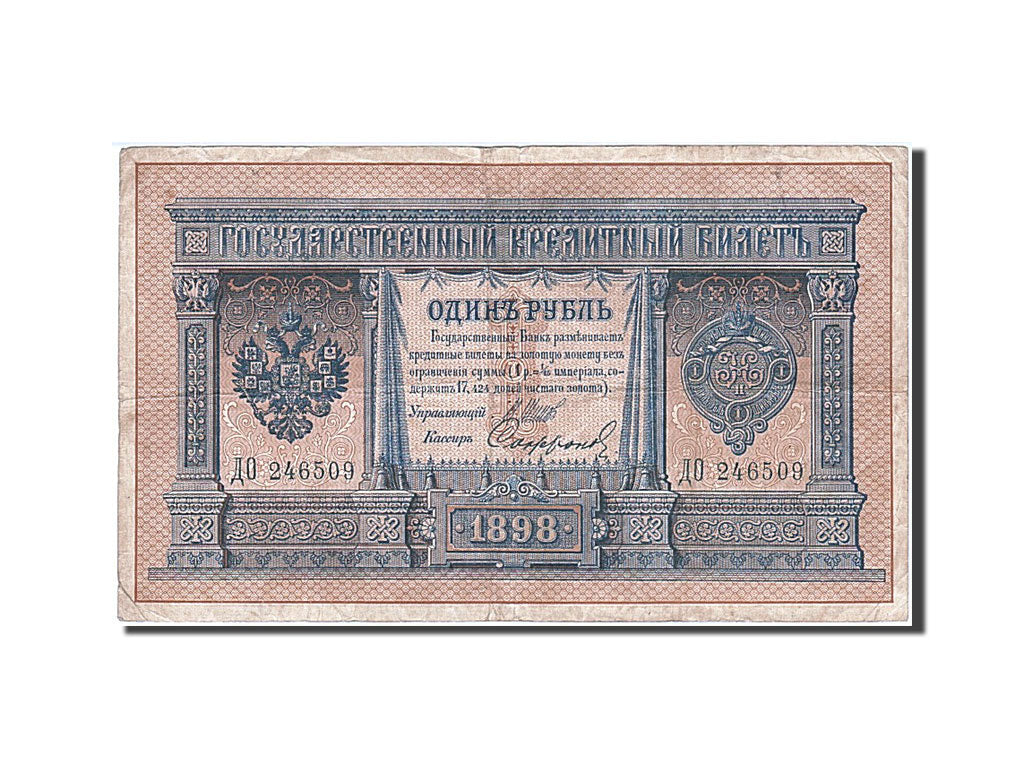 ГОСУДАРСТВЕННЫЙ КРЕДИТНЫЙ БИЛЕТЪ
ОДИНЪ РУБЛЬ
Государственный Банкъ размѣниваетъ
кредитные билеты на золотую монету безъ
ограниченія суммы (1 р. = 1/15 имперіала, со-
держитъ 17,424 долей чистаго золота).
Управляющій
Кассиръ Сафроновъ
ДО 246509
ДО 246509
1898